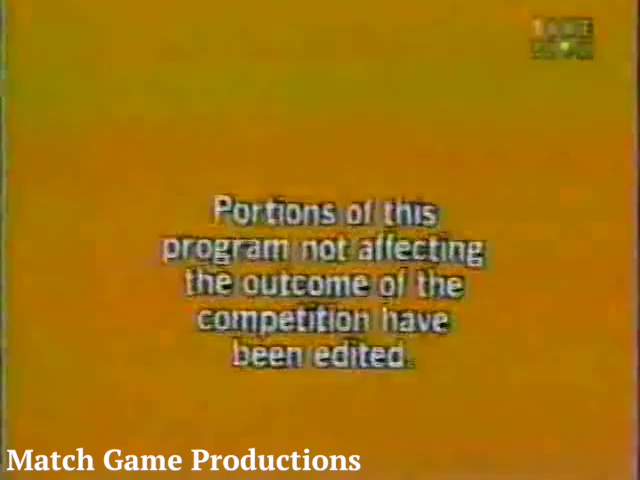 Portions of this
program not affecting
the outcome of the
competition have
been edited.
Match Game Productions